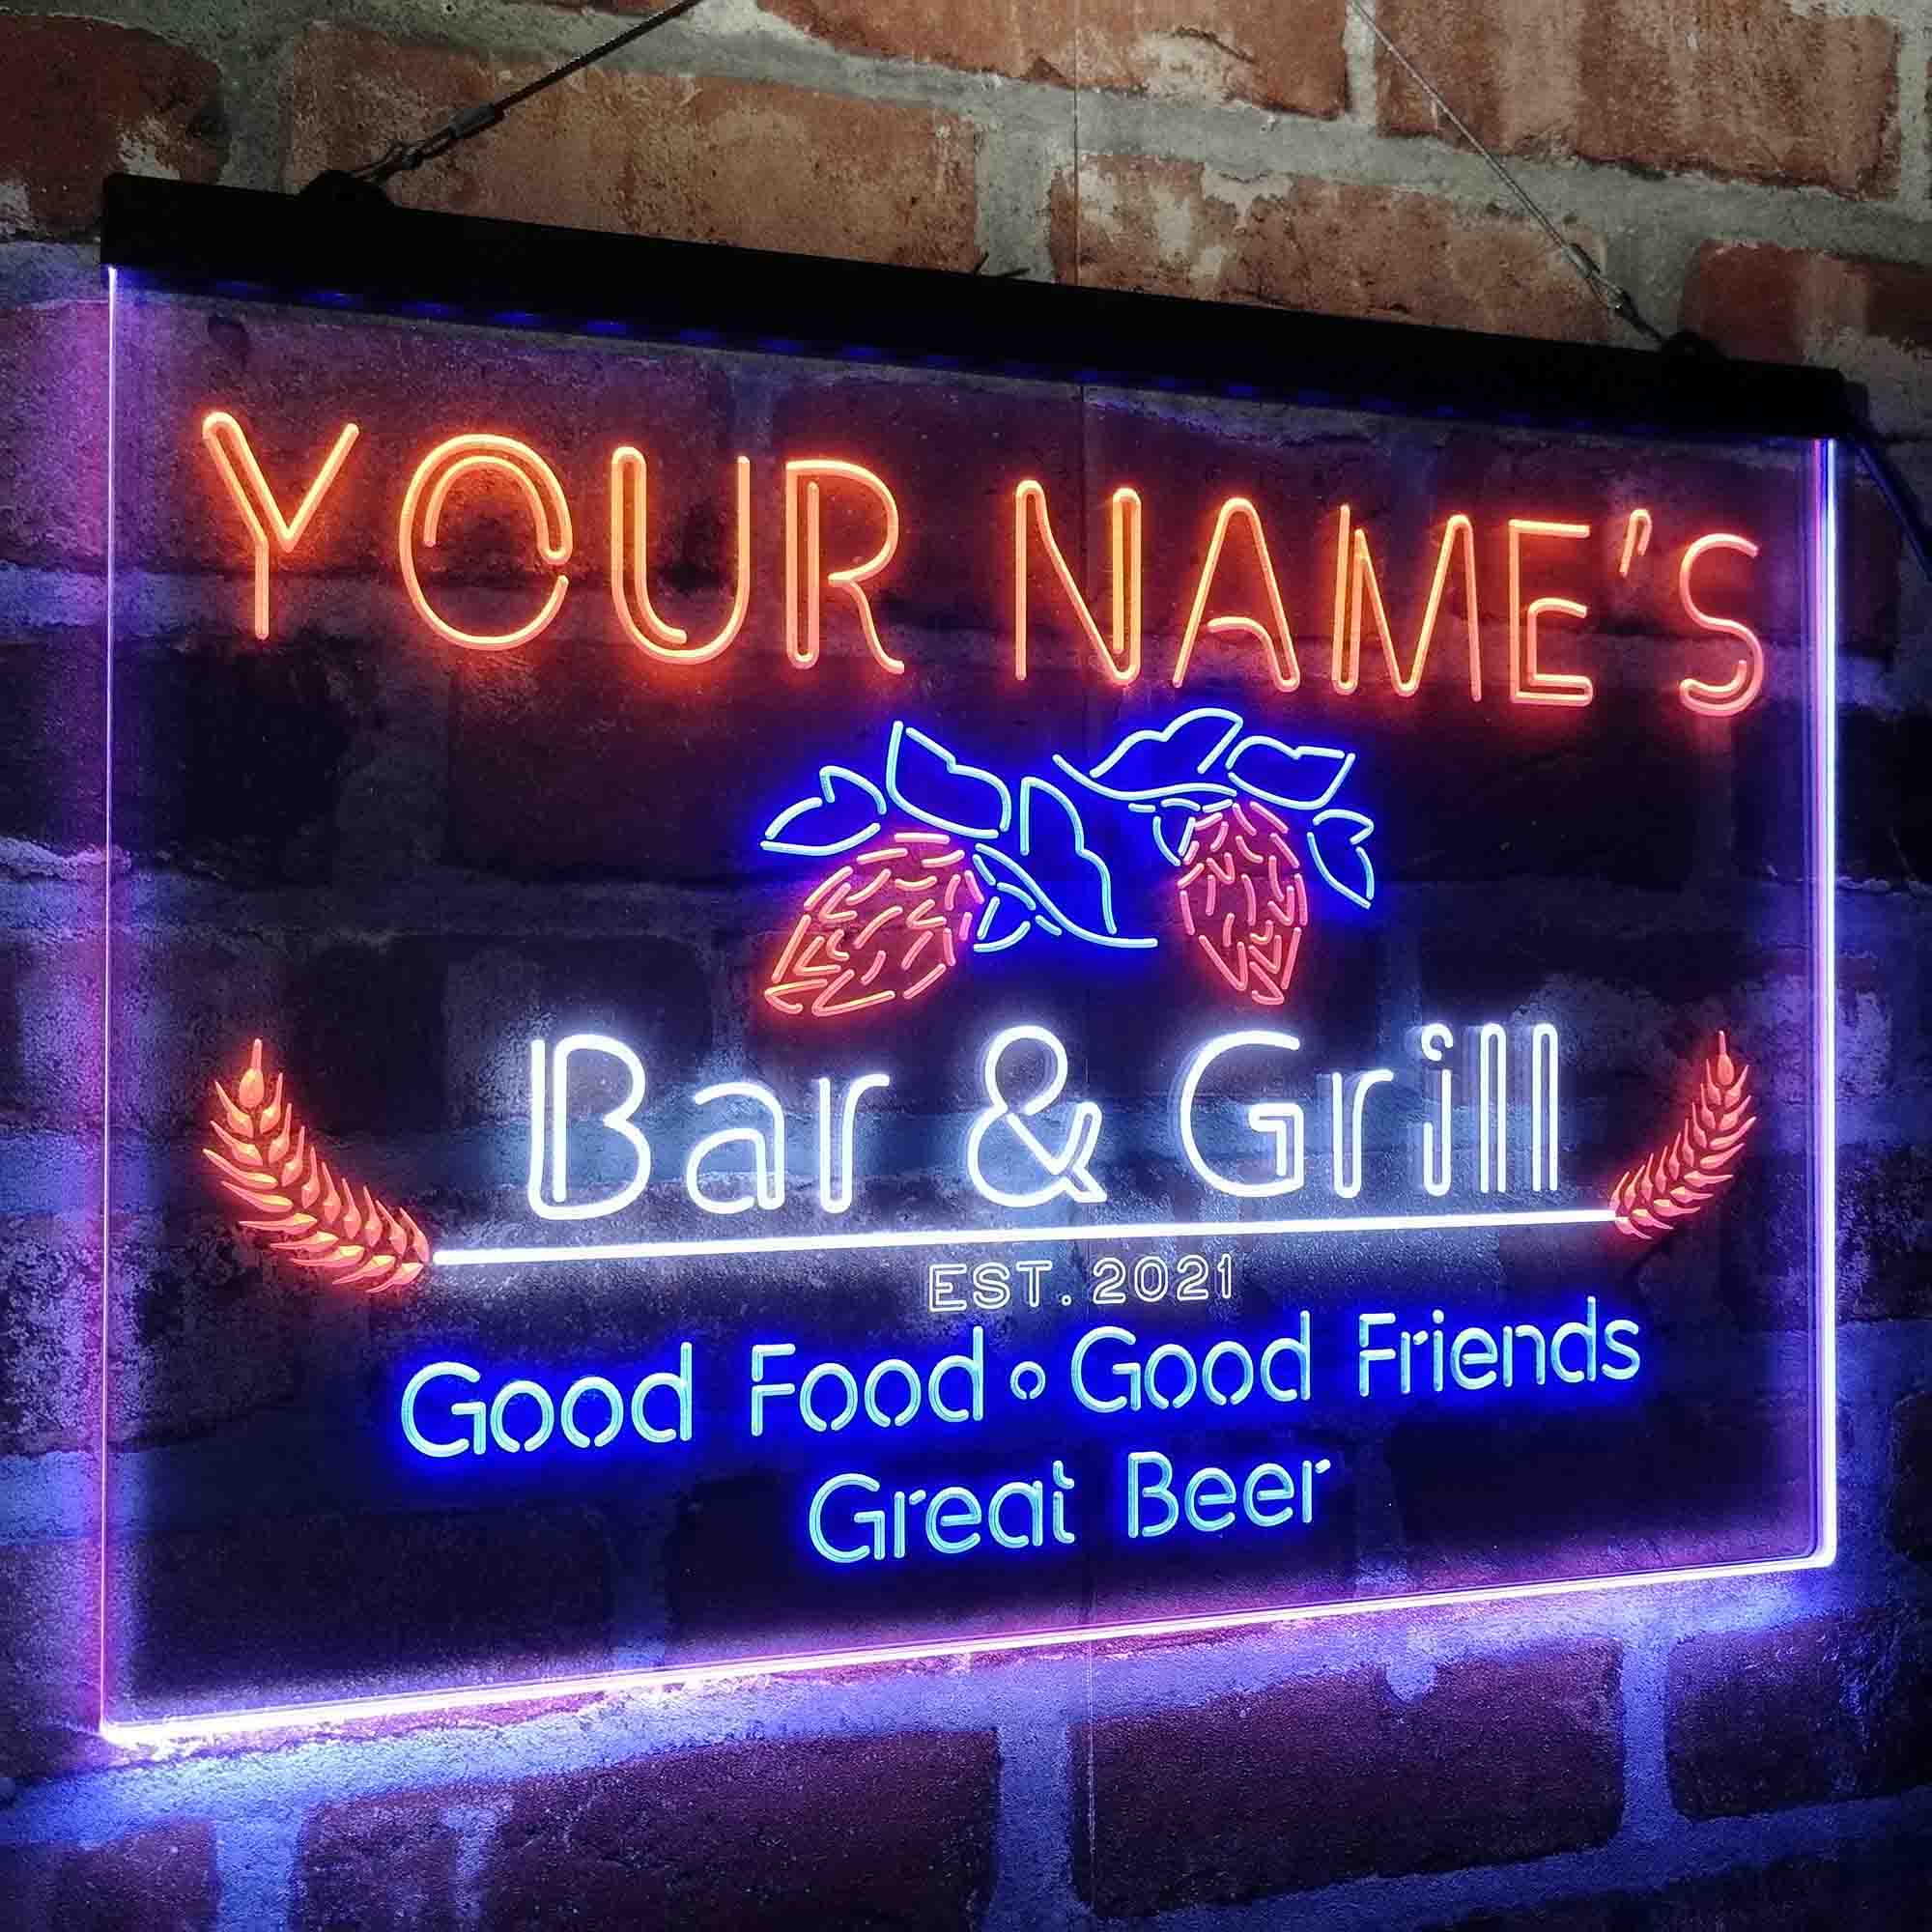 YOUR NAME'S
Bar & Grill
EST. 2021
Good Food • Good Friends
Great Beer